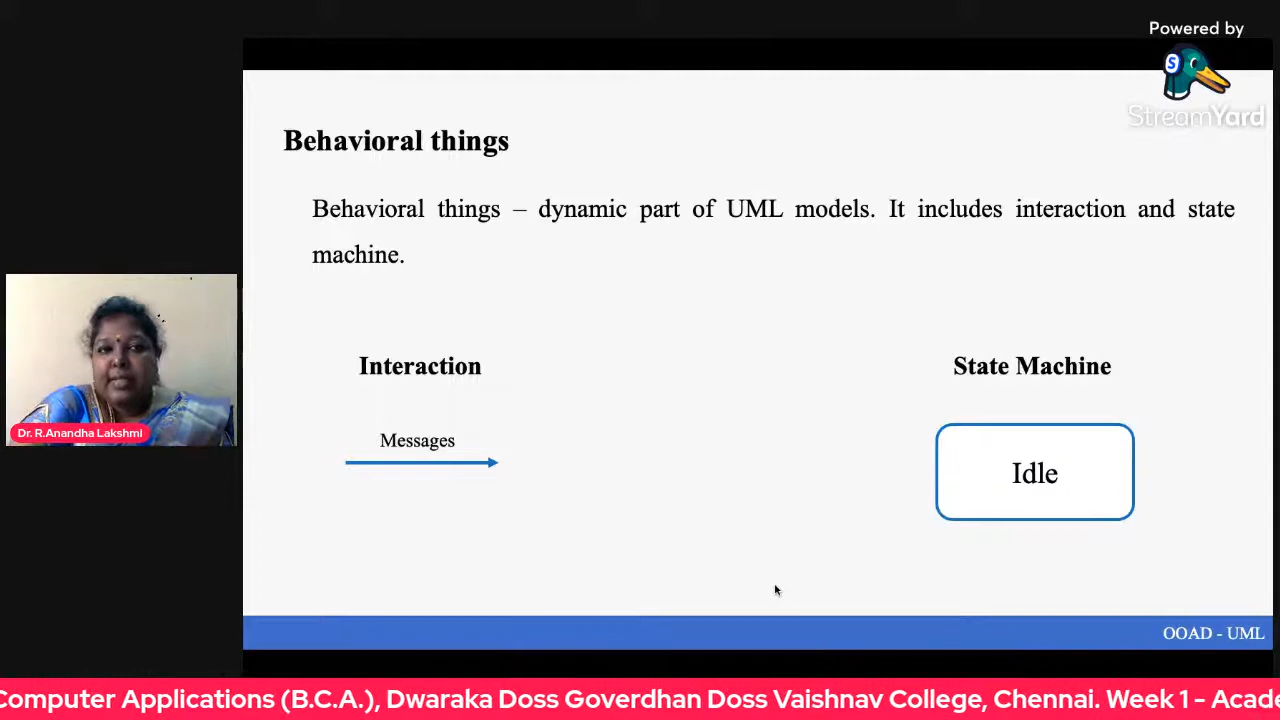 Powered by
S
StreamYard
Behavioral things
Behavioral things – dynamic part of UML models. It includes interaction and state
machine.
Interaction
State Machine
Messages
Idle
Dr. R.Anandha Lakshmi
OOAD - UML
Computer Applications (B.C.A.), Dwaraka Doss Goverdhan Doss Vaishnav College, Chennai. Week 1 - Acade